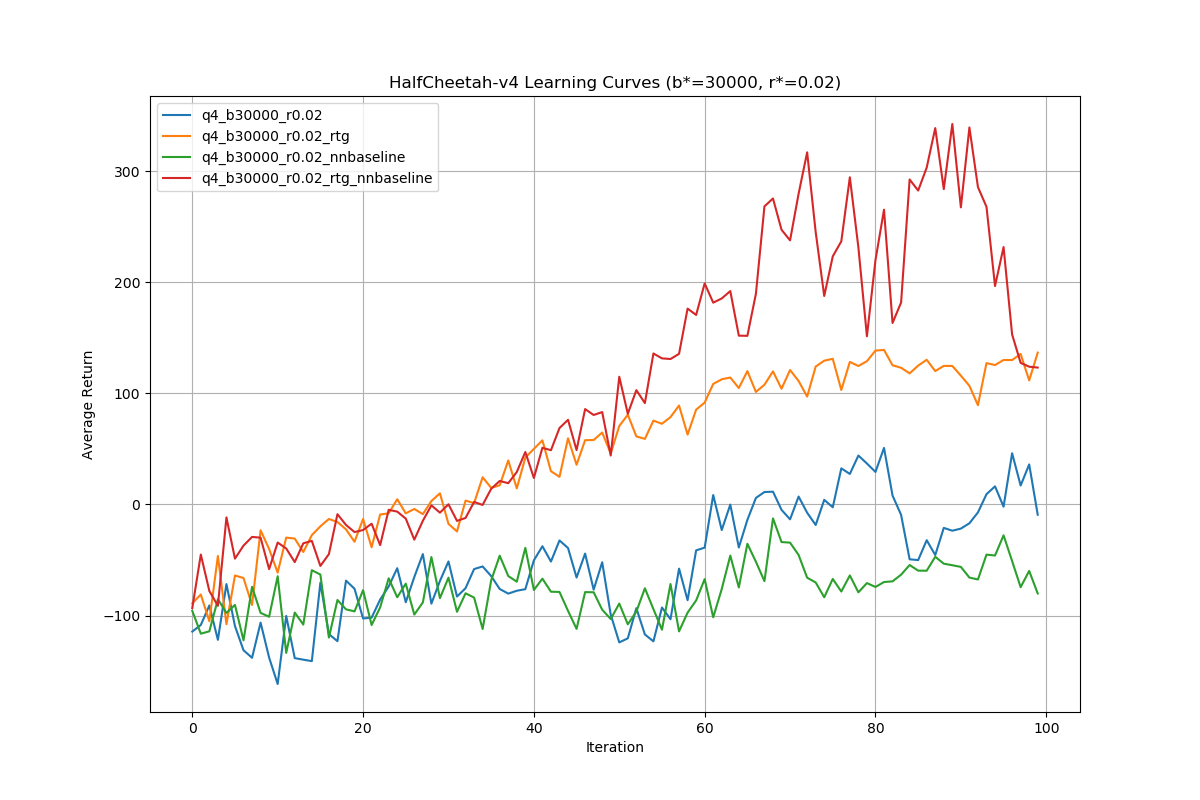 HalfCheetah-v4 Learning Curves (b*=30000, r*=0.02)
q4_b30000_r0.02
q4_b30000_r0.02_rtg
q4_b30000_r0.02_nnbaseline
q4_b30000_r0.02_rtg_nnbaseline
Average Return
300
200
100
0
−100
0 20 40 60 80 100
Iteration